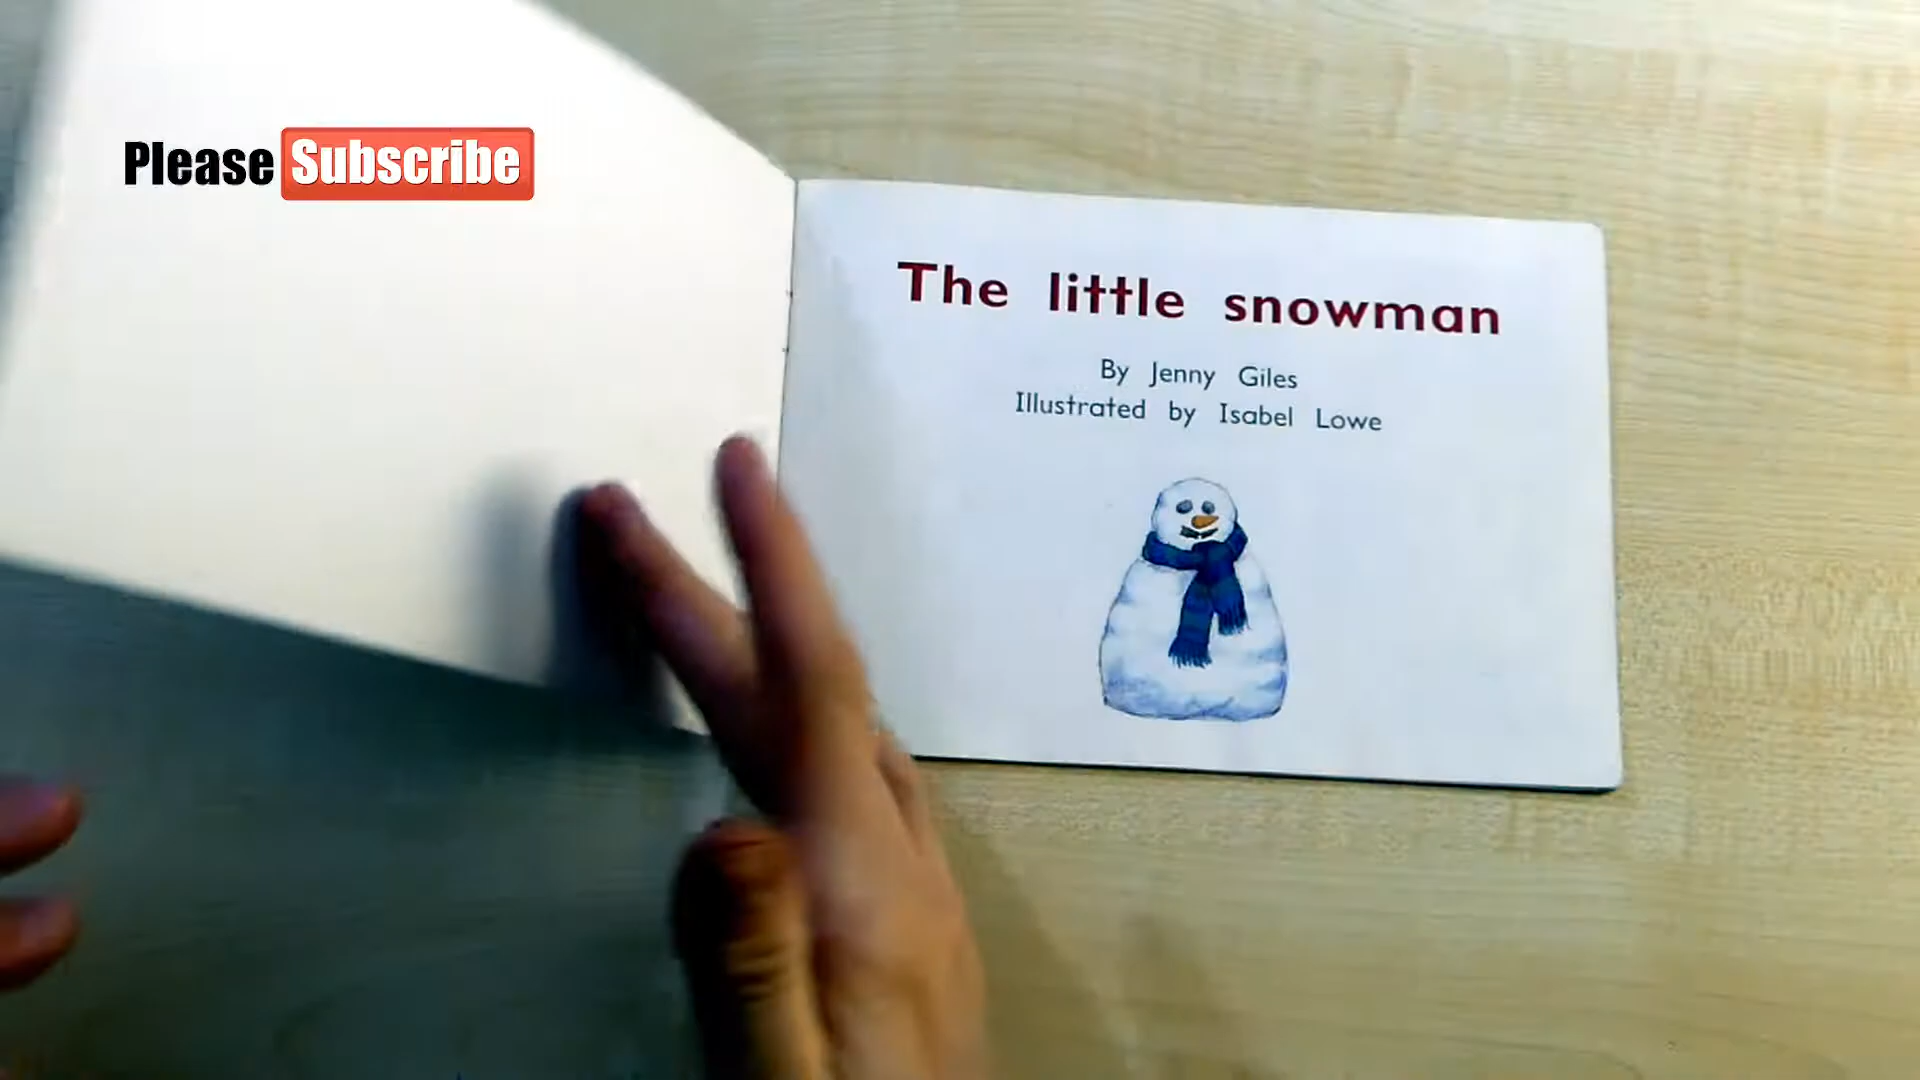 Please Subscribe
The little snowman
By Jenny Giles
Illustrated by Isabel Lowe